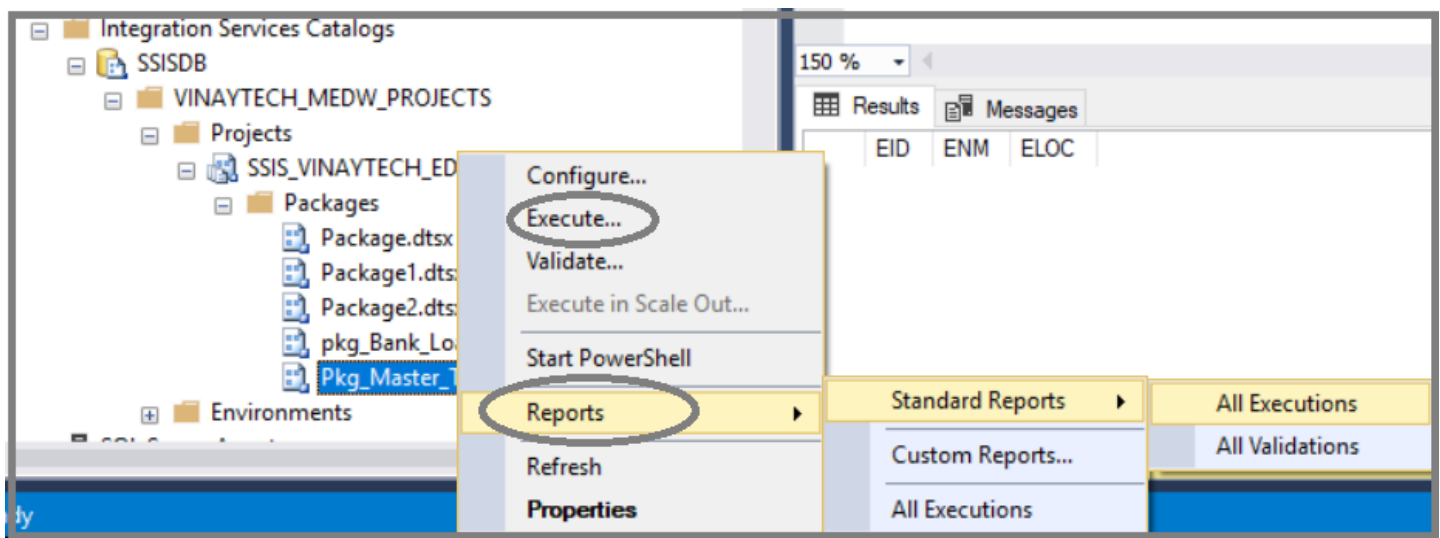 Integration Services Catalogs
SSISDB
VINAYTECH_MEDW_PROJECTS
Projects
SSIS_VINAYTECH_ED
Packages
Package.dtsx
Package1.dts
Package2.dts
pkg_Bank_Lo
Pkg_Master_T
Environments
Configure...
Execute...
Validate...
Execute in Scale Out...
Start PowerShell
Reports
Refresh
Properties
Standard Reports
Custom Reports...
All Executions
All Executions
All Validations
150 %
Results Messages
EID ENM ELOC
dy